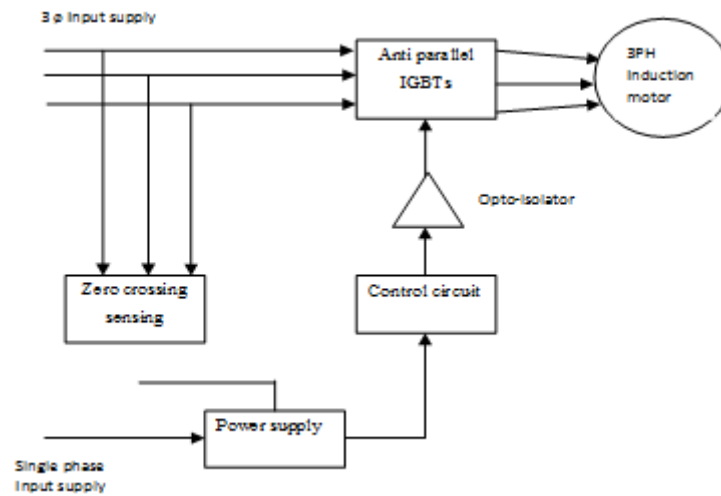 3 ø Input supply
Anti parallel
IGBTs
3PH
Induction
motor
Opto-Isolator
Zero crossing
sensing
Control circuit
Power supply
Single phase
Input supply